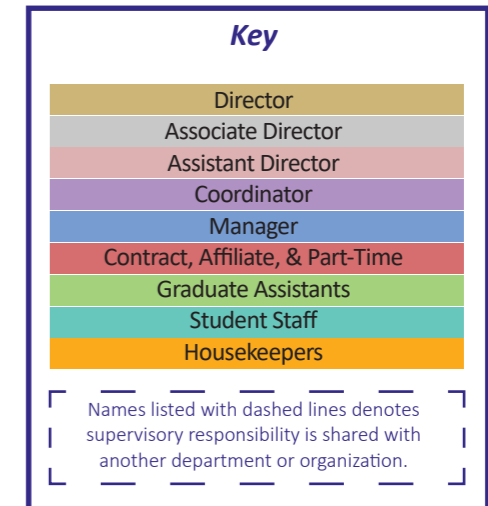 Key
Director
Associate Director
Assistant Director
Coordinator
Manager
Contract, Affiliate, & Part-Time
Graduate Assistants
Student Staff
Housekeepers
Names listed with dashed lines denotes
supervisory responsibility is shared with
another department or organization.